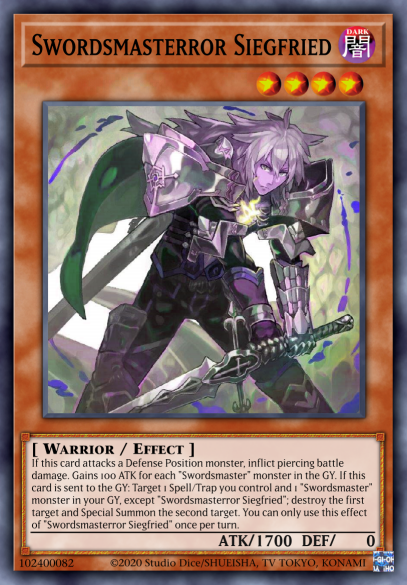 Swordsmasterror Siegfried
DARK
闇
[ Warrior / Effect ]
If this card attacks a Defense Position monster, inflict piercing battle
damage. Gains 100 ATK for each "Swordsmaster" monster in the GY. If this
card is sent to the GY: Target 1 Spell/Trap you control and 1 "Swordsmaster"
monster in your GY, except "Swordsmasterror Siegfried"; destroy the first
target and Special Summon the second target. You can only use this effect
of "Swordsmasterror Siegfried" once per turn.
ATK/1700 DEF/ 0
102400082 ©2020 Studio Dice/SHUEISHA, TV TOKYO, KONAMI